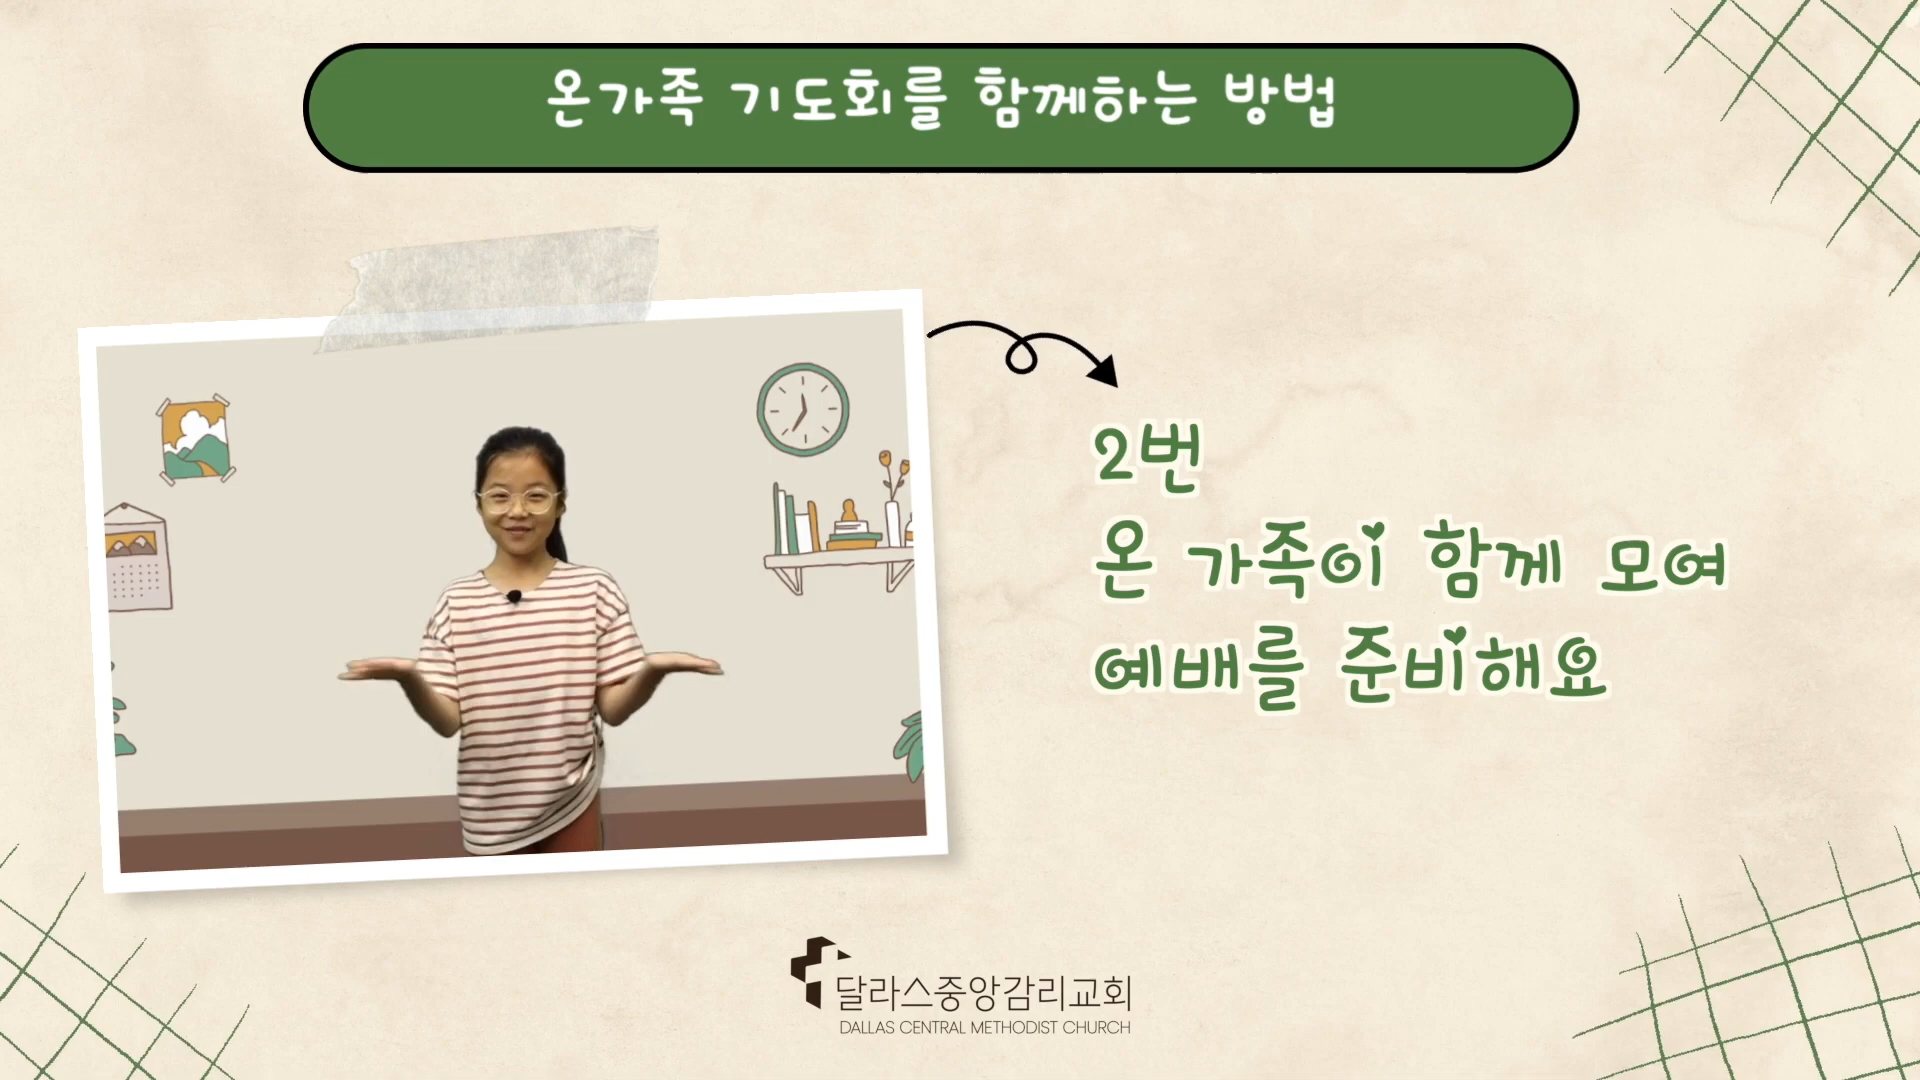 온가족 기도회를 함께하는 방법
2번
온 가족이 함께 모여
예배를 준비해요
달라스중앙감리교회
DALLAS CENTRAL METHODIST CHURCH